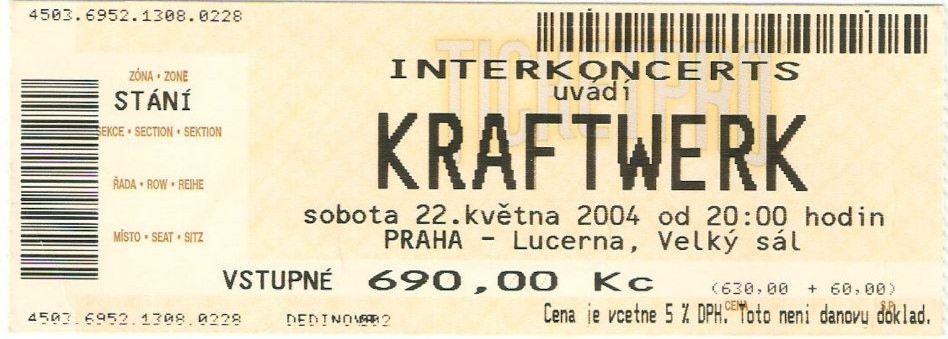 4503.6952.1308.0228
TICKETPRO
INTERKONCERTS
uvádí
KRAFTWERK
sobota 22.května 2004 od 20:00 hodin
PRAHA - Lucerna, Velký sál
ZÓNA • ZONE
STÁNÍ
SEKCE • SECTION • SEKTION
ŘADA • ROW • REIHE
MÍSTO • SEAT • SITZ
VSTUPNÉ 690,00 Kc (630,00 + 60,00)
CENA S.P.
4503.6952.1308.0228 Cena je vcetne 5 % DPH. Toto neni danovy doklad.